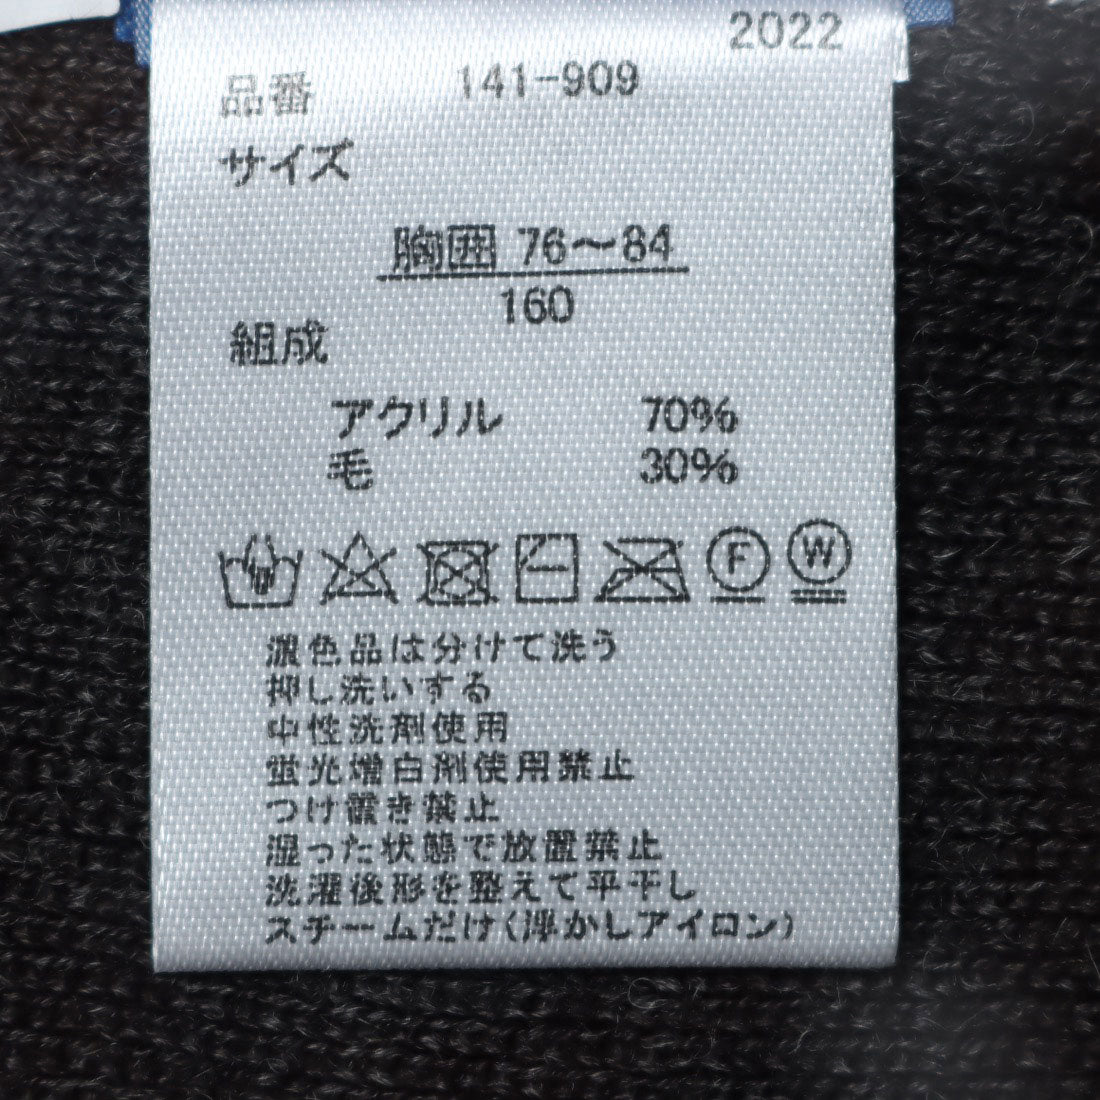 2022
品番 141-909
サイズ
胸囲 76～84
160
組成
アクリル 70%
毛 30%
F W
濃色品は分けて洗う
押し洗いする
中性洗剤使用
蛍光増白剤使用禁止
つけ置き禁止
湿った状態で放置禁止
洗濯後形を整えて平干し
スチームだけ(浮かしアイロン)